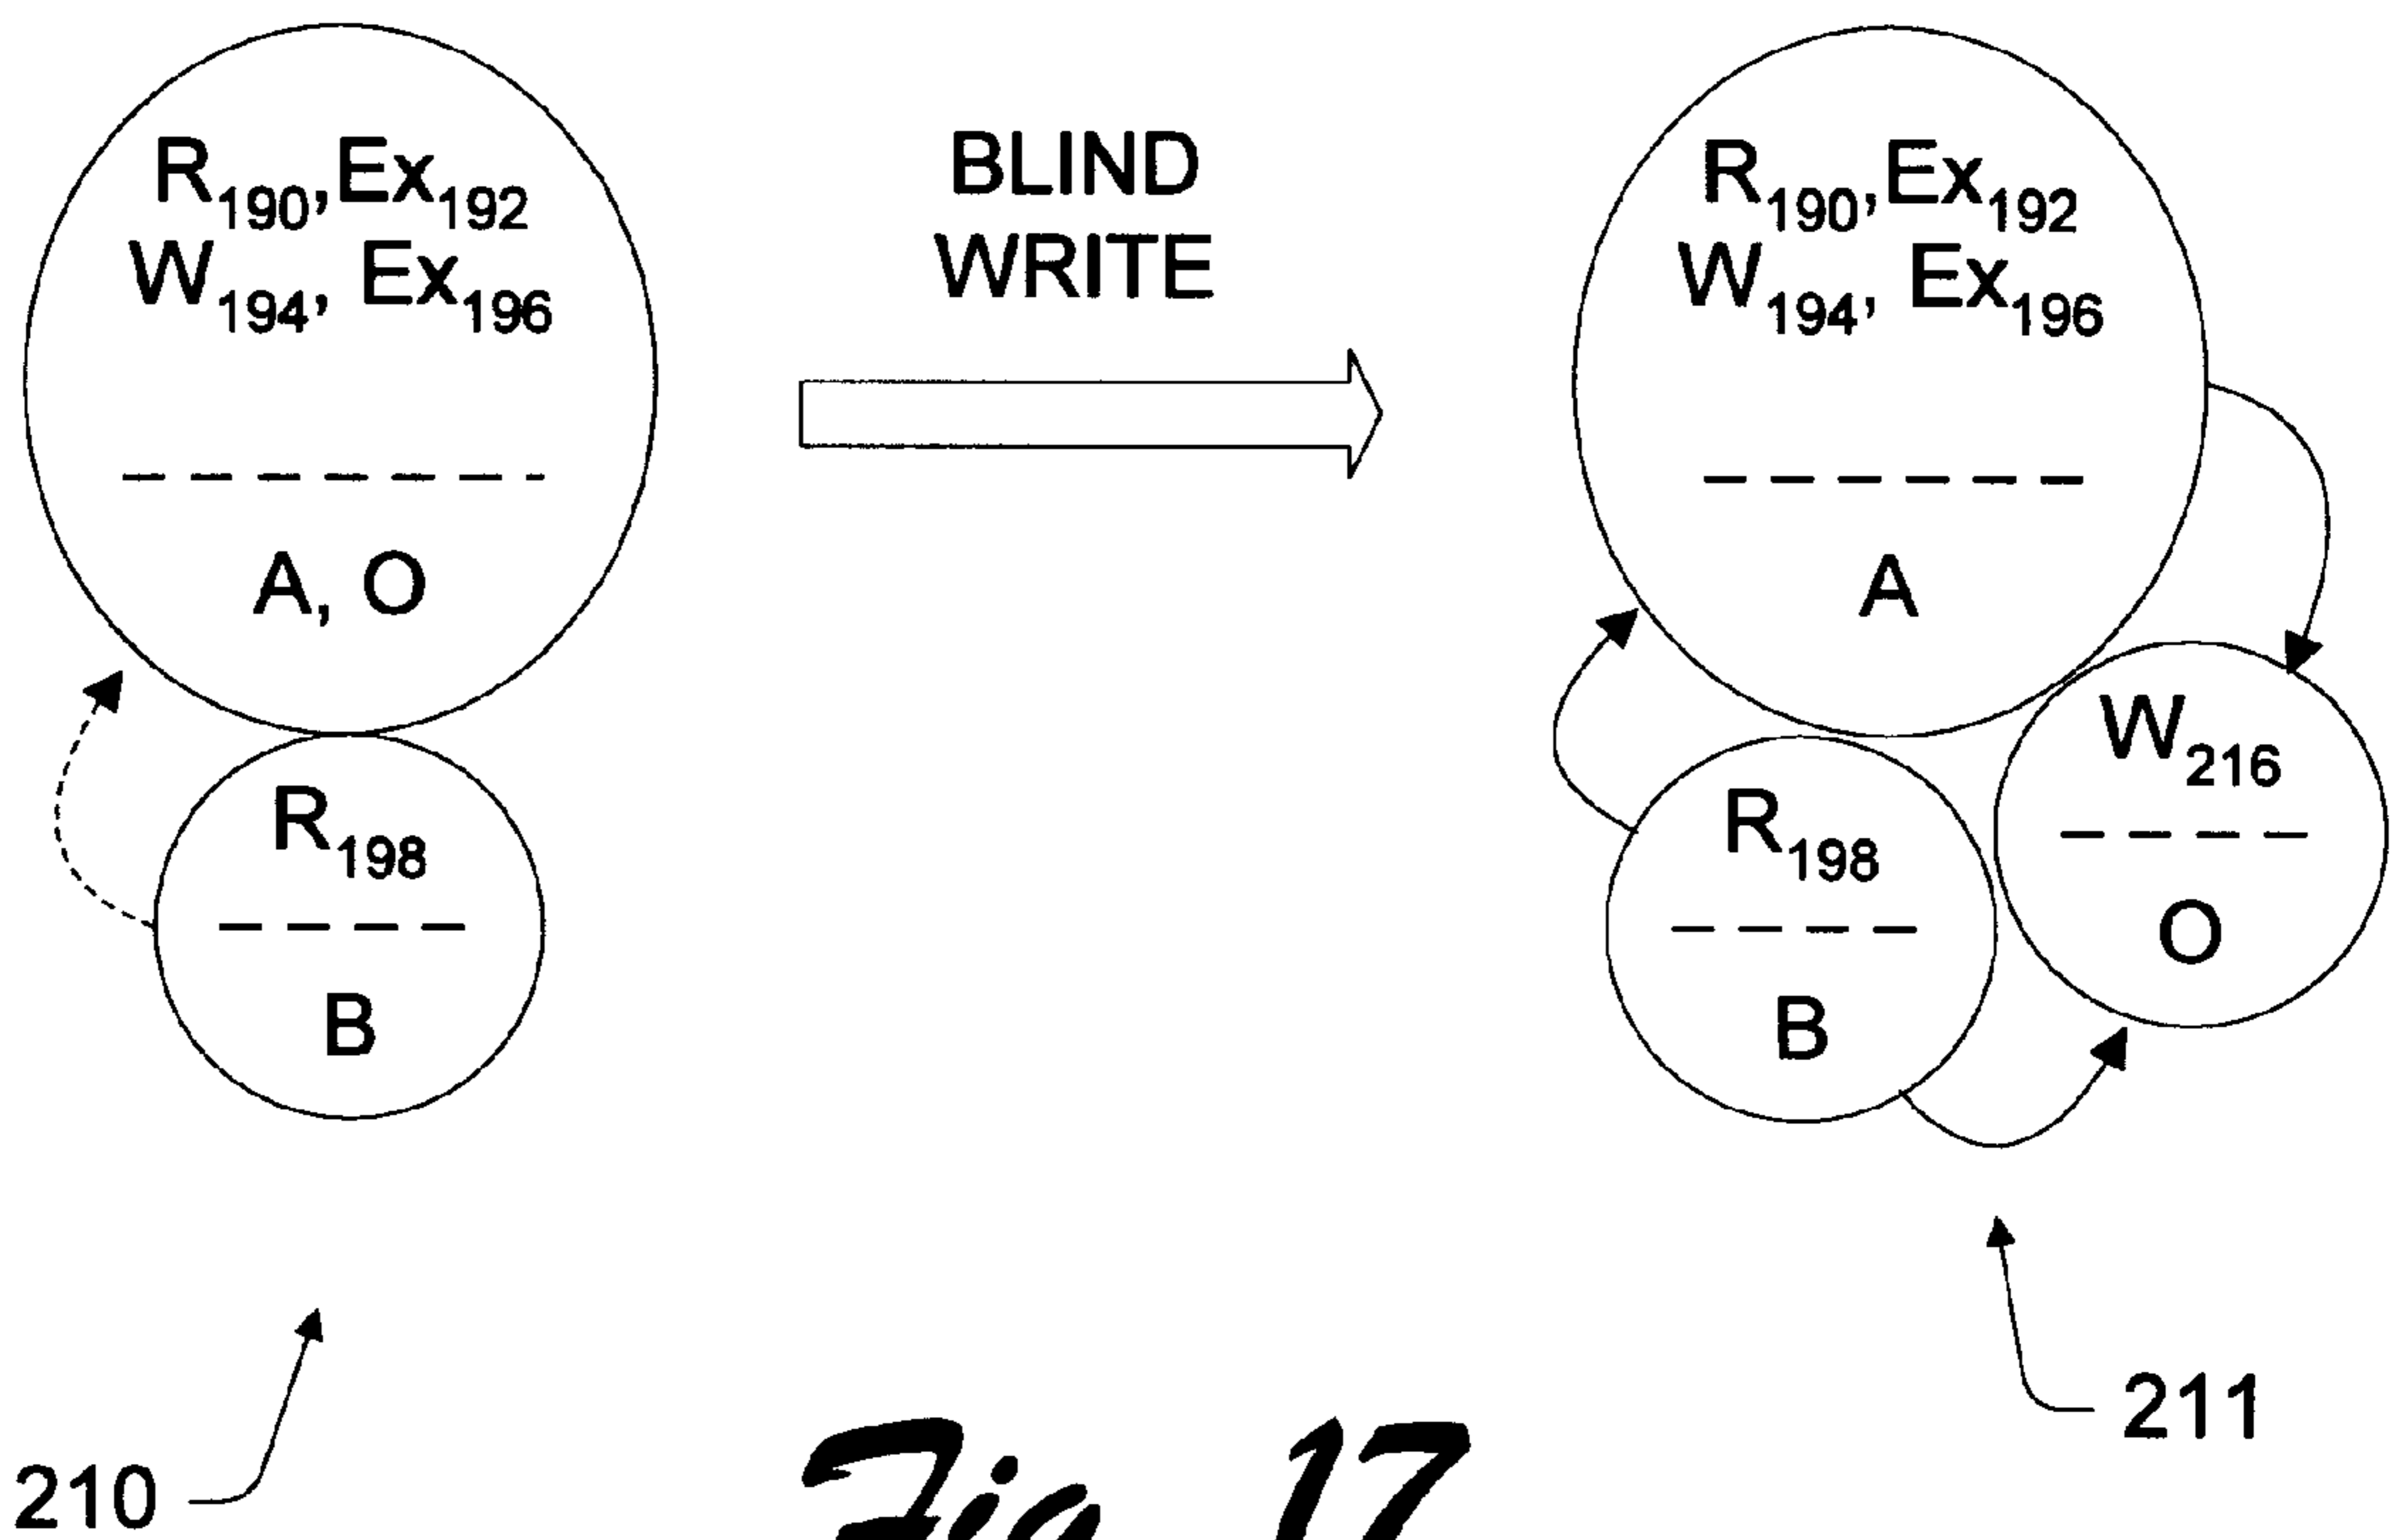 R190, Ex192
W194, Ex196
A, O
R198
B
210
BLIND
WRITE
R190, Ex192
W194, Ex196
A
W216
O
R198
B
211
Fig. 17